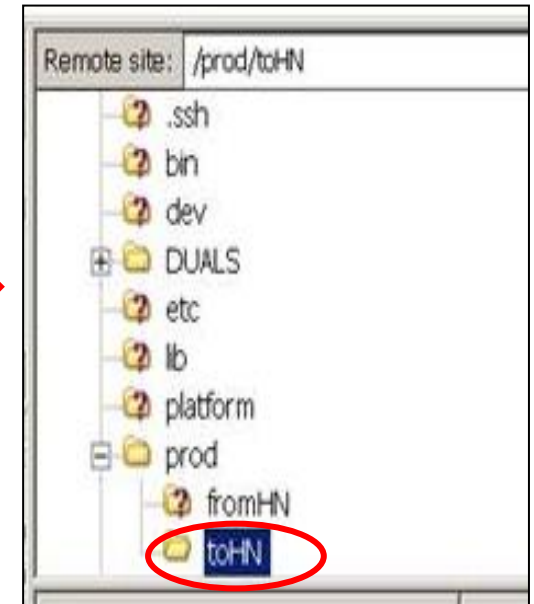 Remote site: /prod/toHN
.ssh
bin
dev
DUALS
etc
lib
platform
prod
fromHN
toHN